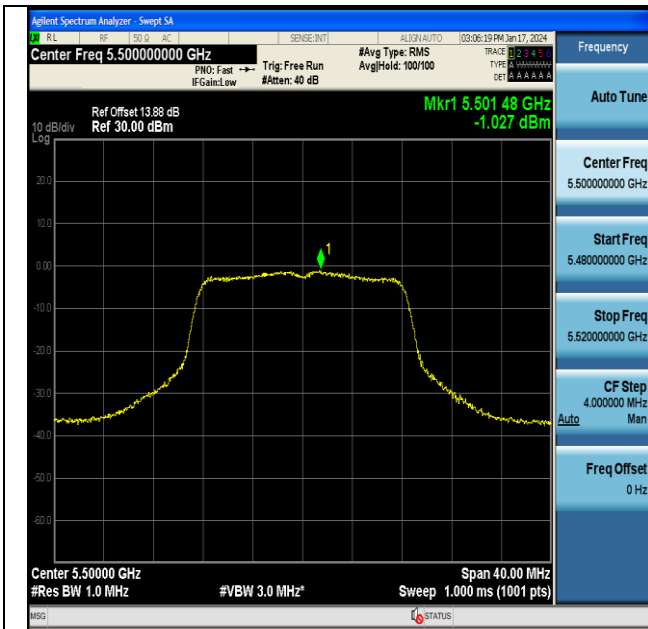 Agilent Spectrum Analyzer - Swept SA
RL RF 50 Ω AC SENSE:INT ALIGN AUTO 03:06:19 PM Jan 17, 2024
Center Freq 5.500000000 GHz
PNO: Fast
IFGain:Low
Trig: Free Run
#Atten: 40 dB
#Avg Type: RMS
Avg|Hold: 100/100
TRACE 1 2 3 4 5 6
TYPE A
DET A A A A A A
Ref Offset 13.88 dB
Ref 30.00 dBm
10 dB/div
Log
Mkr1 5.501 48 GHz
-1.027 dBm
20.0
10.0
0.00
-10.0
-20.0
-30.0
-40.0
-50.0
-60.0
1
Center 5.50000 GHz
Span 40.00 MHz
#Res BW 1.0 MHz
#VBW 3.0 MHz*
Sweep 1.000 ms (1001 pts)
MSG
STATUS
Frequency
Auto Tune
Center Freq
5.500000000 GHz
Start Freq
5.480000000 GHz
Stop Freq
5.520000000 GHz
CF Step
4.000000 MHz
Auto Man
Freq Offset
0 Hz